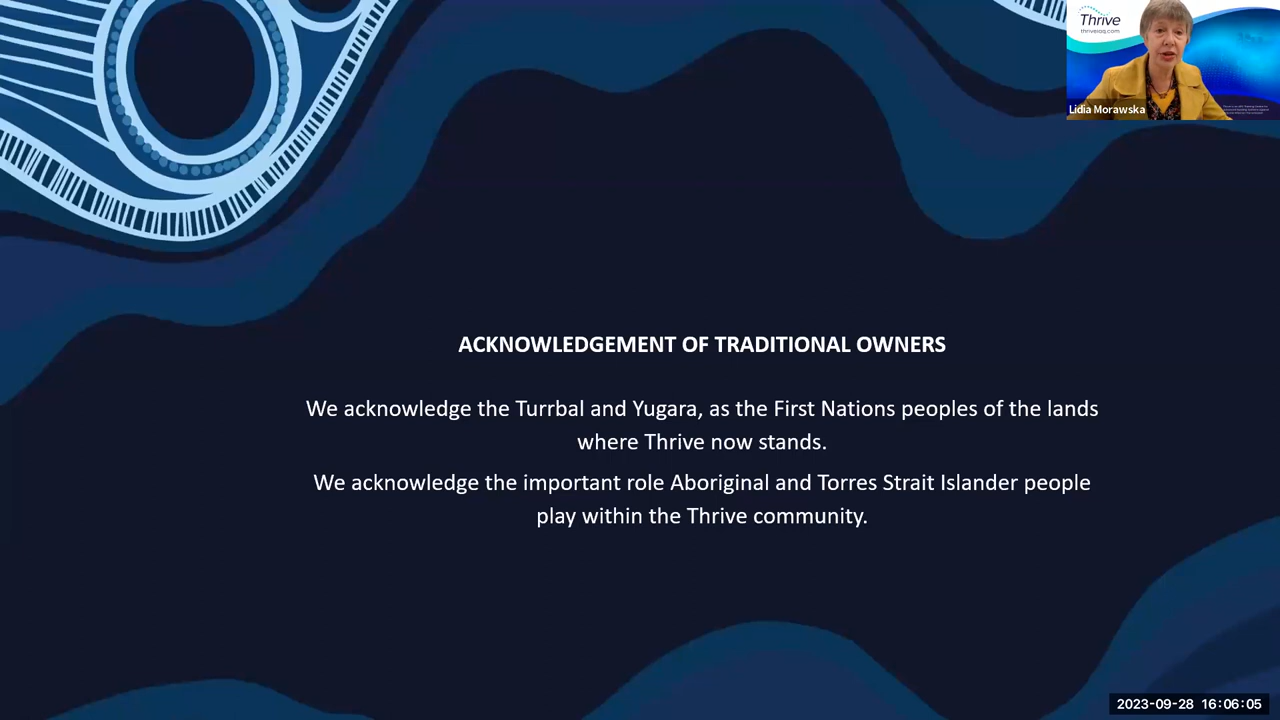 Thrive
thriveiaq.com
Lidia Morawska
ACKNOWLEDGEMENT OF TRADITIONAL OWNERS
We acknowledge the Turrbal and Yugara, as the First Nations peoples of the lands
where Thrive now stands.
We acknowledge the important role Aboriginal and Torres Strait Islander people
play within the Thrive community.
2023-09-28 16:06:05